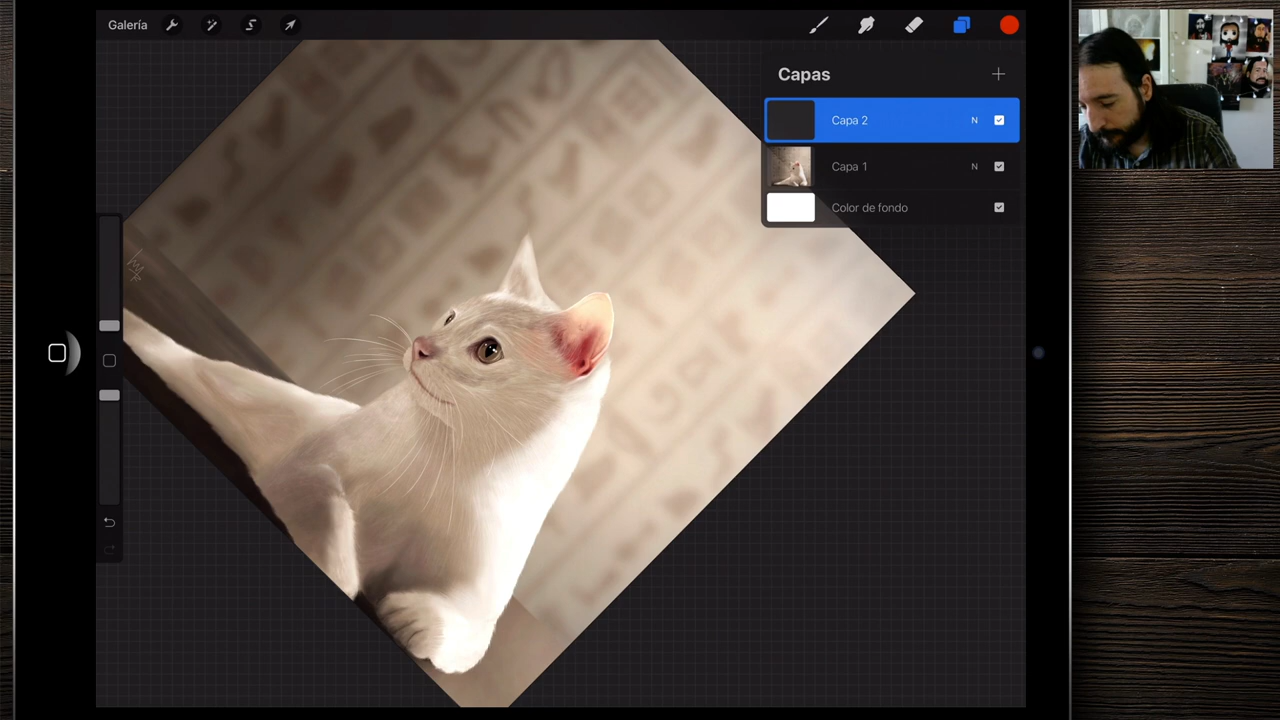 Galería
Capas
Capa 2 N
Capa 1 N
Color de fondo